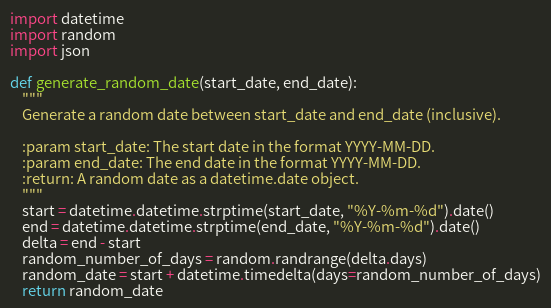 import datetime
import random
import json

def generate_random_date(start_date, end_date):
    """
    Generate a random date between start_date and end_date (inclusive).

    :param start_date: The start date in the format YYYY-MM-DD.
    :param end_date: The end date in the format YYYY-MM-DD.
    :return: A random date as a datetime.date object.
    """
    start = datetime.datetime.strptime(start_date, "%Y-%m-%d").date()
    end = datetime.datetime.strptime(end_date, "%Y-%m-%d").date()
    delta = end - start
    random_number_of_days = random.randrange(delta.days)
    random_date = start + datetime.timedelta(days=random_number_of_days)
    return random_date